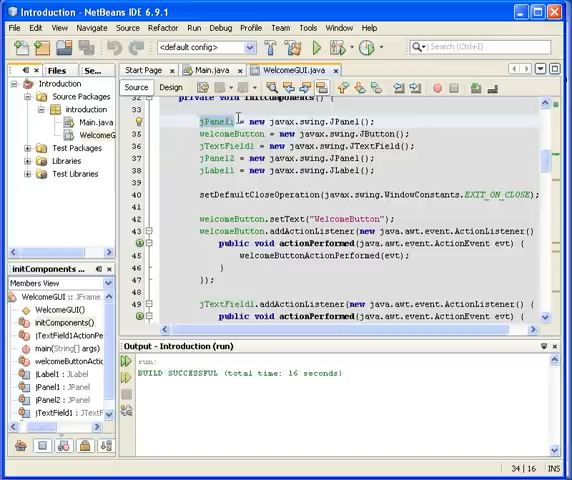 Introduction - NetBeans IDE 6.9.1
File Edit View Navigate Source Refactor Run Debug Profile Team Tools Window Help
<default config>
Search (Ctrl+I)
Files Se... Start Page Main.java WelcomeGUI.java
Source Design
Introduction
Source Packages
introduction
Main.java
WelcomeG
Test Packages
Libraries
Test Libraries
32 private void initComponents() {
33
jPanel1 = new javax.swing.JPanel();
35 welcomeButton = new javax.swing.JButton();
36 jTextField1 = new javax.swing.JTextField();
37 jPanel2 = new javax.swing.JPanel();
38 jLabel1 = new javax.swing.JLabel();
39
40 setDefaultCloseOperation(javax.swing.WindowConstants.EXIT_ON_CLOSE);
41
42 welcomeButton.setText("WelcomeButton");
43 welcomeButton.addActionListener(new java.awt.event.ActionListener()
public void actionPerformed(java.awt.event.ActionEvent evt) {
45 welcomeButtonActionPerformed(evt);
46 }
47 });
48
49 jTextField1.addActionListener(new java.awt.event.ActionListener() {
public void actionPerformed(java.awt.event.ActionEvent evt) {
initComponents
Members View
WelcomeGUI :: JFrame
WelcomeGUI()
initComponents()
jTextField1ActionPe
main(String[] args)
welcomeButtonActio
jLabel1 : JLabel
jPanel1 : JPanel
jPanel2 : JPanel
jTextField1 : JTextF
Output - Introduction (run)
run:
BUILD SUCCESSFUL (total time: 16 seconds)
34 | 16 INS